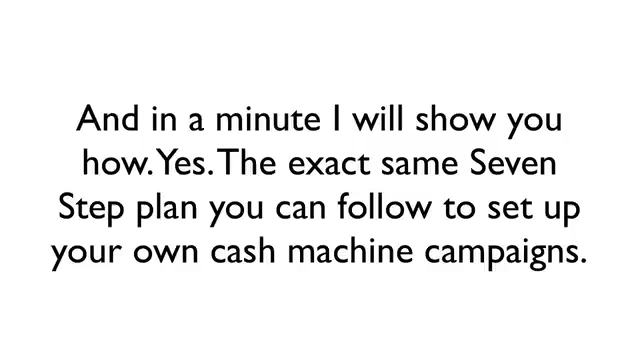 And in a minute I will show you
how. Yes. The exact same Seven
Step plan you can follow to set up
your own cash machine campaigns.